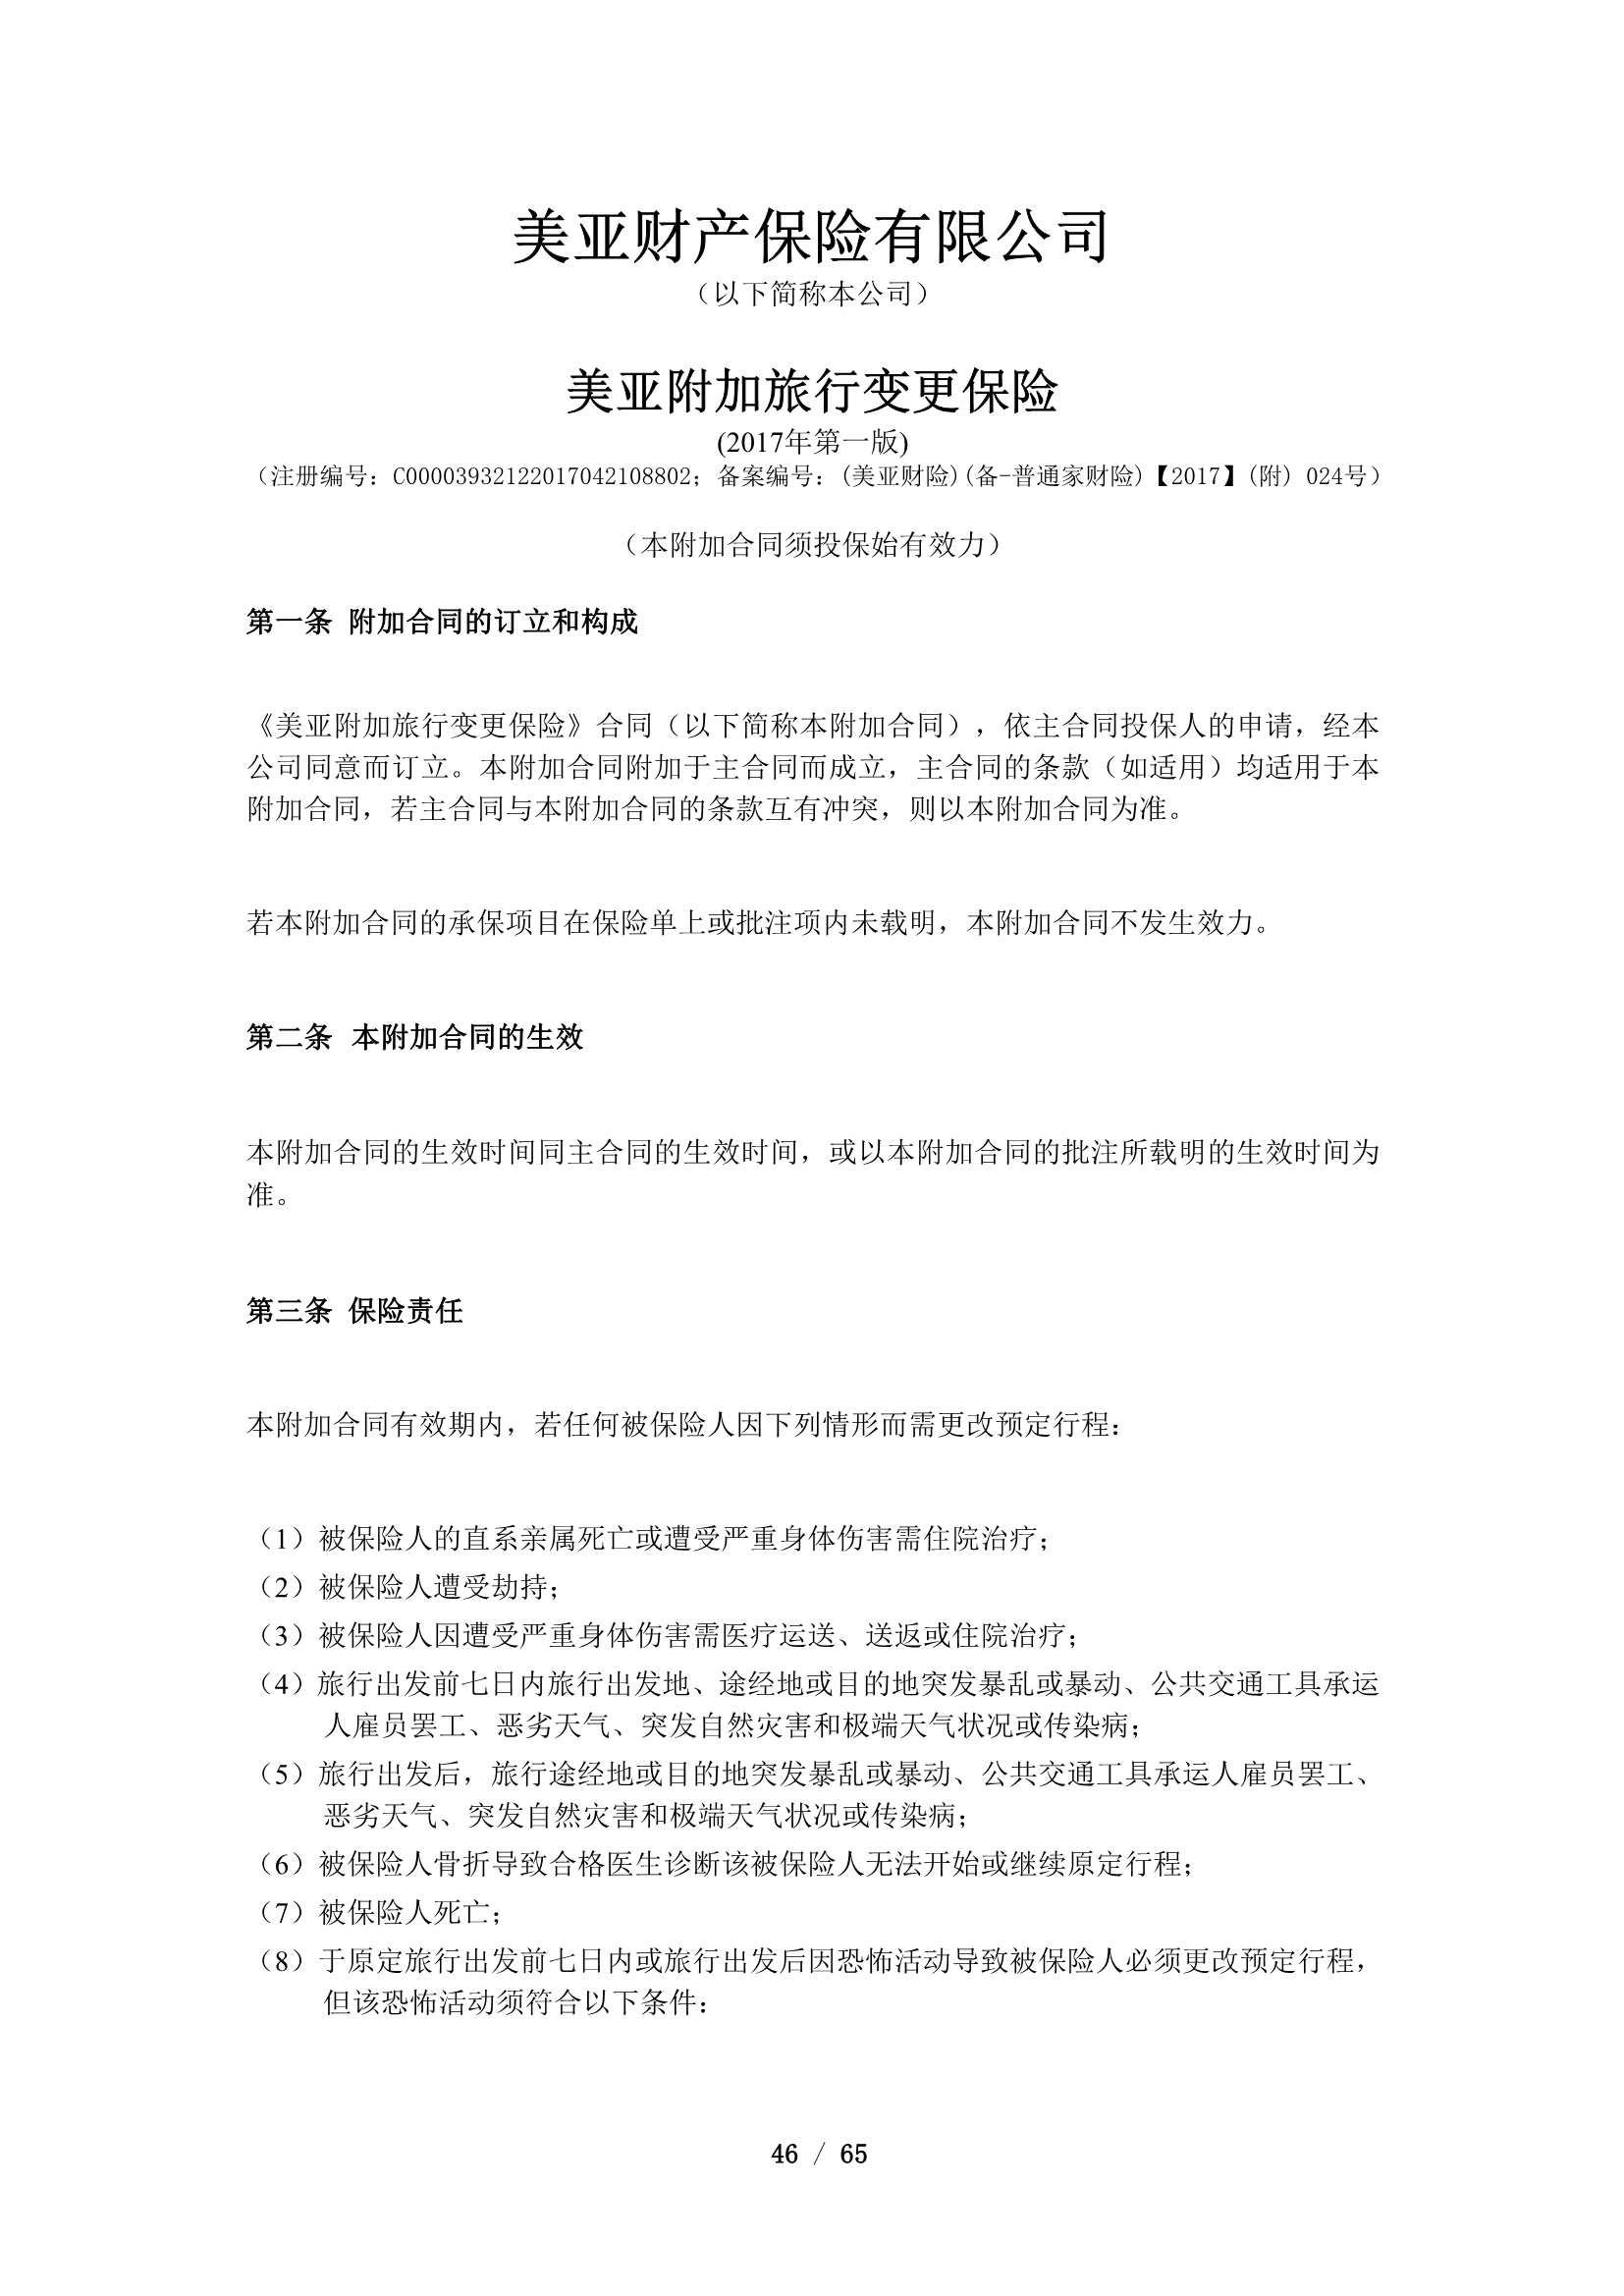 美亚财产保险有限公司
（以下简称本公司）
美亚附加旅行变更保险
(2017年第一版)
（注册编号：C00003932122017042108802；备案编号：(美亚财险)(备-普通家财险)【2017】(附) 024号）
（本附加合同须投保始有效力）
第一条 附加合同的订立和构成
《美亚附加旅行变更保险》合同（以下简称本附加合同），依主合同投保人的申请，经本
公司同意而订立。本附加合同附加于主合同而成立，主合同的条款（如适用）均适用于本
附加合同，若主合同与本附加合同的条款互有冲突，则以本附加合同为准。
若本附加合同的承保项目在保险单上或批注项内未载明，本附加合同不发生效力。
第二条 本附加合同的生效
本附加合同的生效时间同主合同的生效时间，或以本附加合同的批注所载明的生效时间为
准。
第三条 保险责任
本附加合同有效期内，若任何被保险人因下列情形而需更改预定行程：
（1）被保险人的直系亲属死亡或遭受严重身体伤害需住院治疗；
（2）被保险人遭受劫持；
（3）被保险人因遭受严重身体伤害需医疗运送、送返或住院治疗；
（4）旅行出发前七日内旅行出发地、途经地或目的地突发暴乱或暴动、公共交通工具承运
人雇员罢工、恶劣天气、突发自然灾害和极端天气状况或传染病；
（5）旅行出发后，旅行途经地或目的地突发暴乱或暴动、公共交通工具承运人雇员罢工、
恶劣天气、突发自然灾害和极端天气状况或传染病；
（6）被保险人骨折导致合格医生诊断该被保险人无法开始或继续原定行程；
（7）被保险人死亡；
（8）于原定旅行出发前七日内或旅行出发后因恐怖活动导致被保险人必须更改预定行程，
但该恐怖活动须符合以下条件：
46 / 65